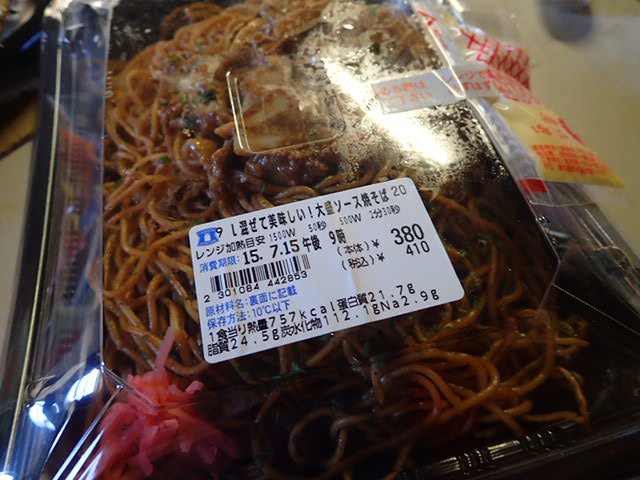 9 L混ぜて美味しい!大盛ソース焼そば 20
レンジ加熱目安 1500W 50秒 500W 2分30秒
消費期限: 15. 7.15 午後 9時
(本体)¥ 380
(税込)¥ 410
2 301084 442853
原材料名:裏面に記載
保存方法:10℃以下
1食当り熱量757kcal蛋白質21.7g
脂質24.5g炭水化物112.1gNa2.9g